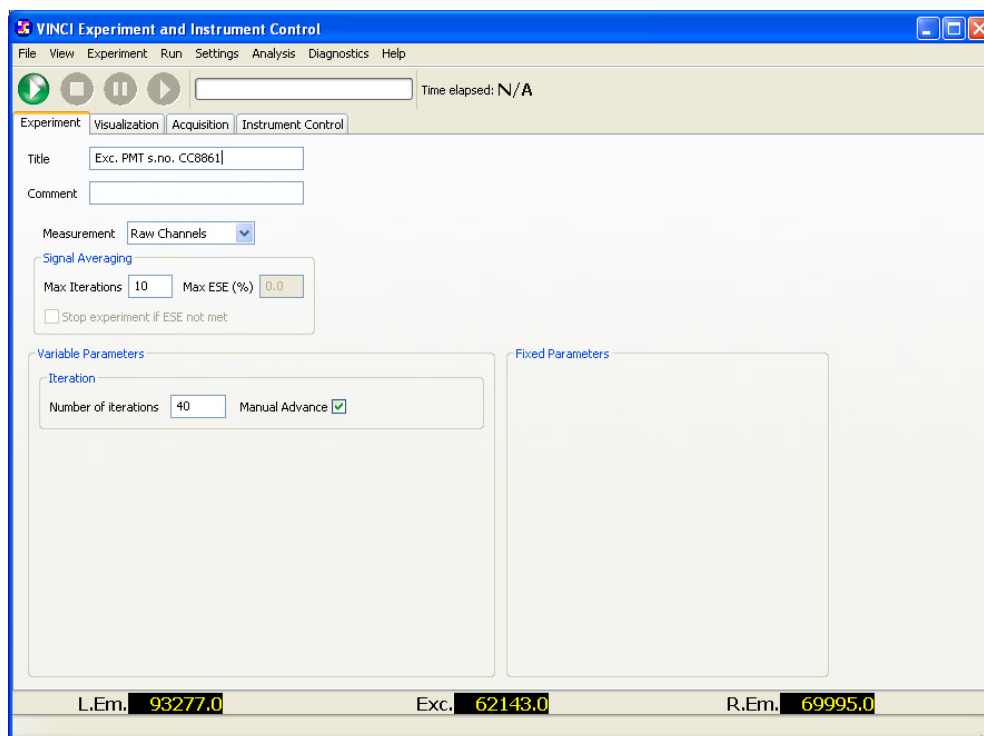 VINCI Experiment and Instrument Control
File View Experiment Run Settings Analysis Diagnostics Help
Time elapsed: N/A
Experiment Visualization Acquisition Instrument Control
Title Exc. PMT s.no. CC8861
Comment
Measurement Raw Channels
Signal Averaging
Max Iterations 10 Max ESE (%) 0.0
Stop experiment if ESE not met
Variable Parameters Fixed Parameters
Iteration
Number of iterations 40 Manual Advance
L.Em. 93277.0 Exc. 62143.0 R.Em. 69995.0